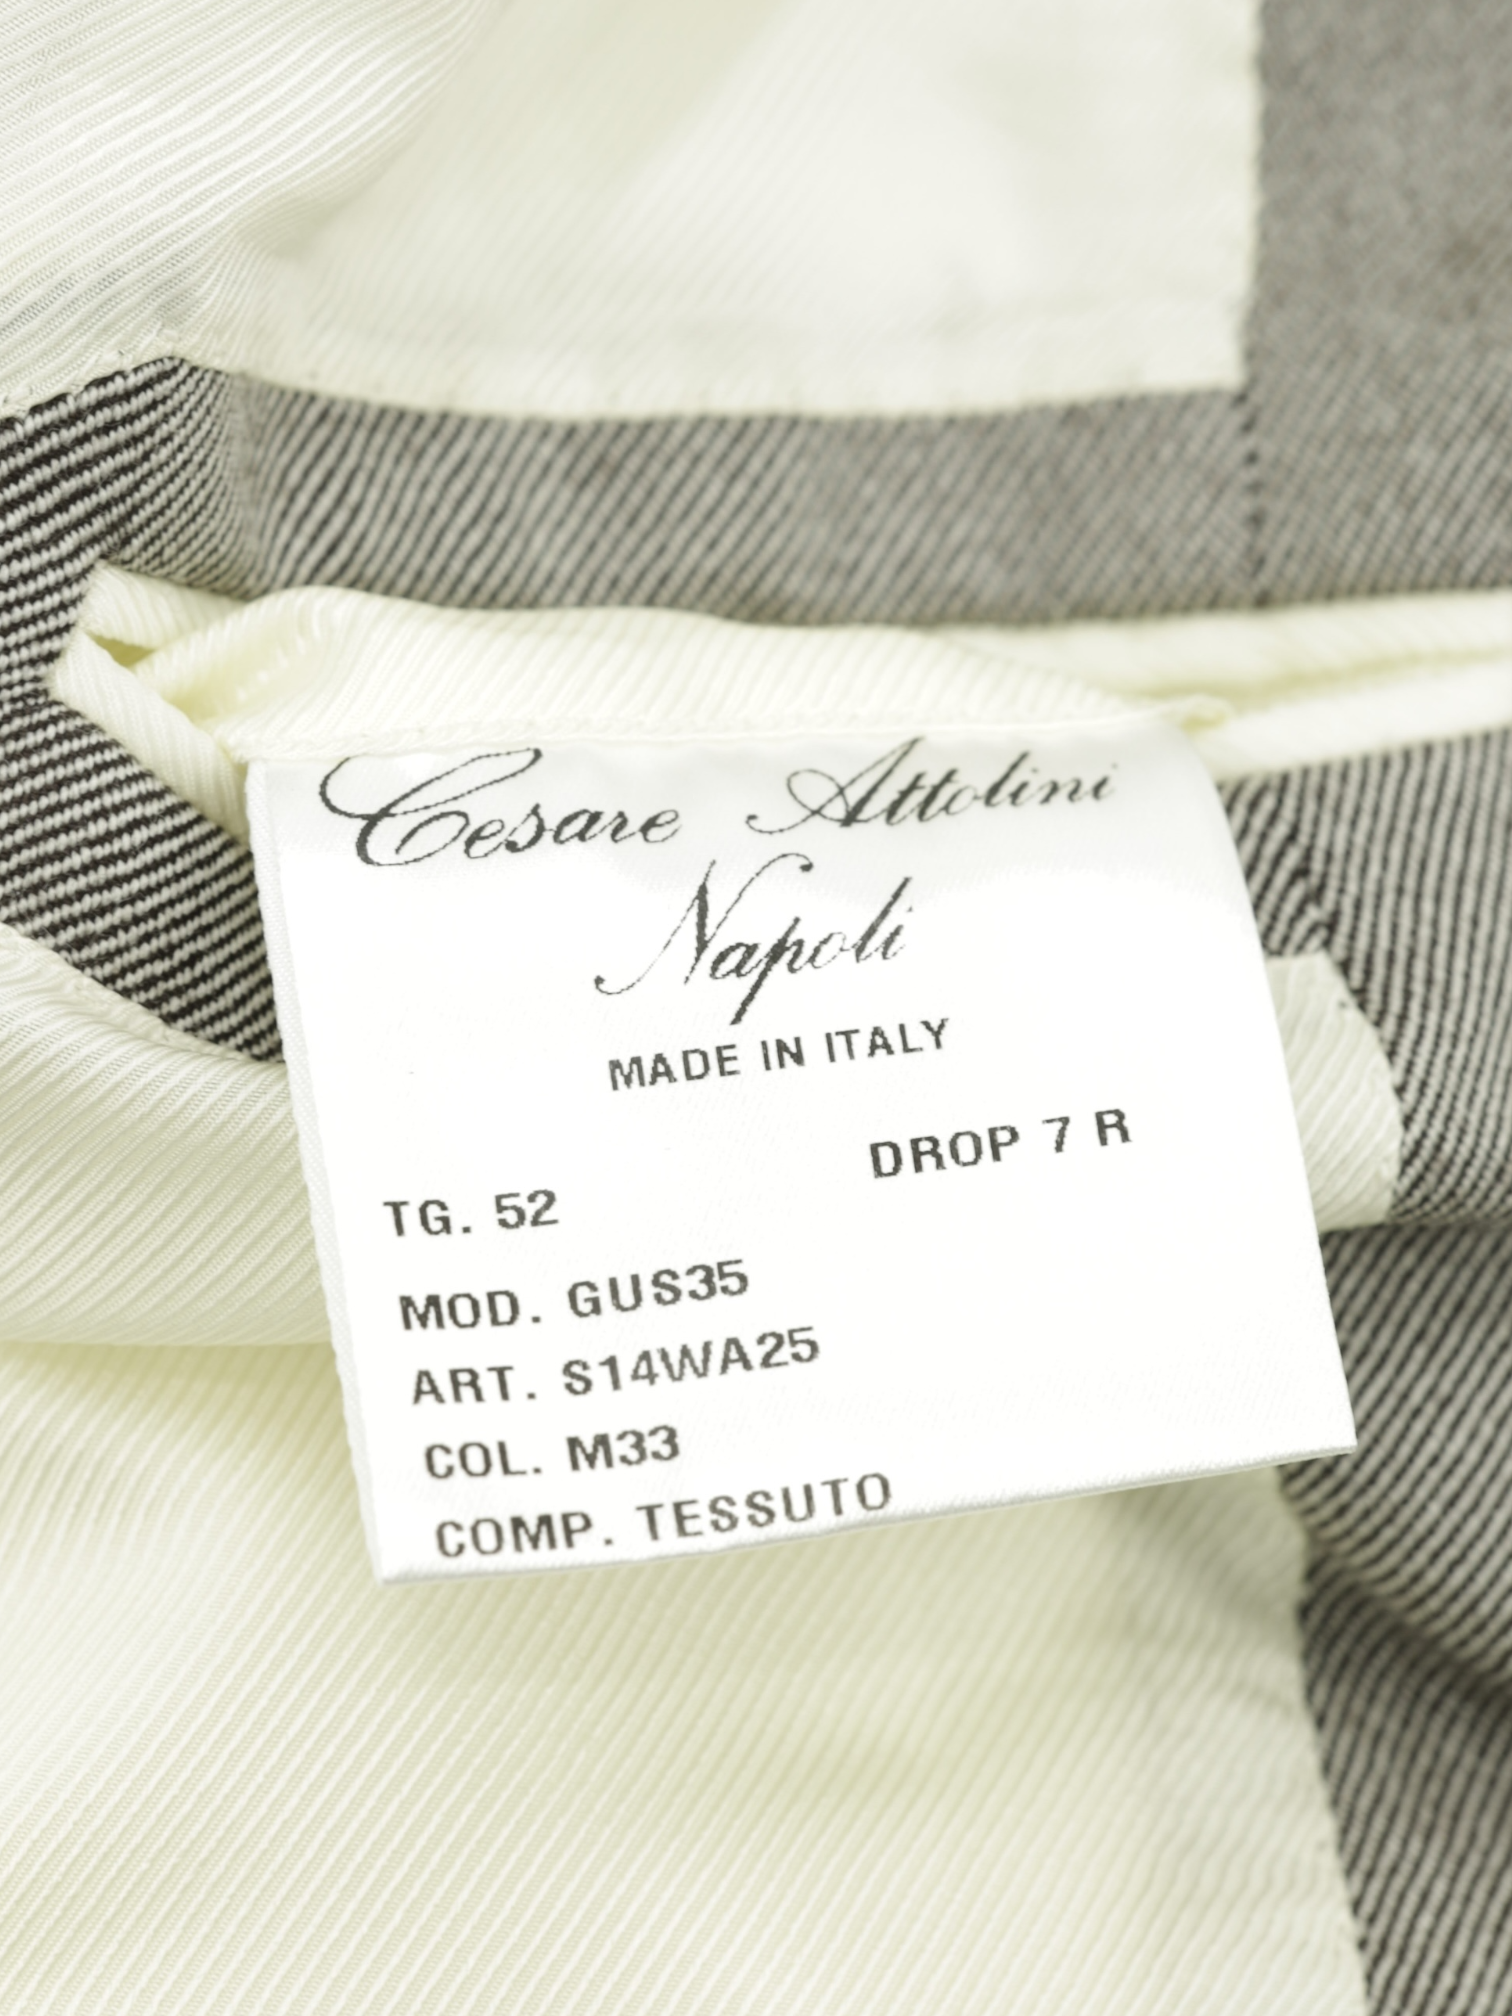 Cesare Attolini
Napoli
MADE IN ITALY
DROP 7 R
TG. 52
MOD. GUS35
ART. S14WA25
COL. M33
COMP. TESSUTO